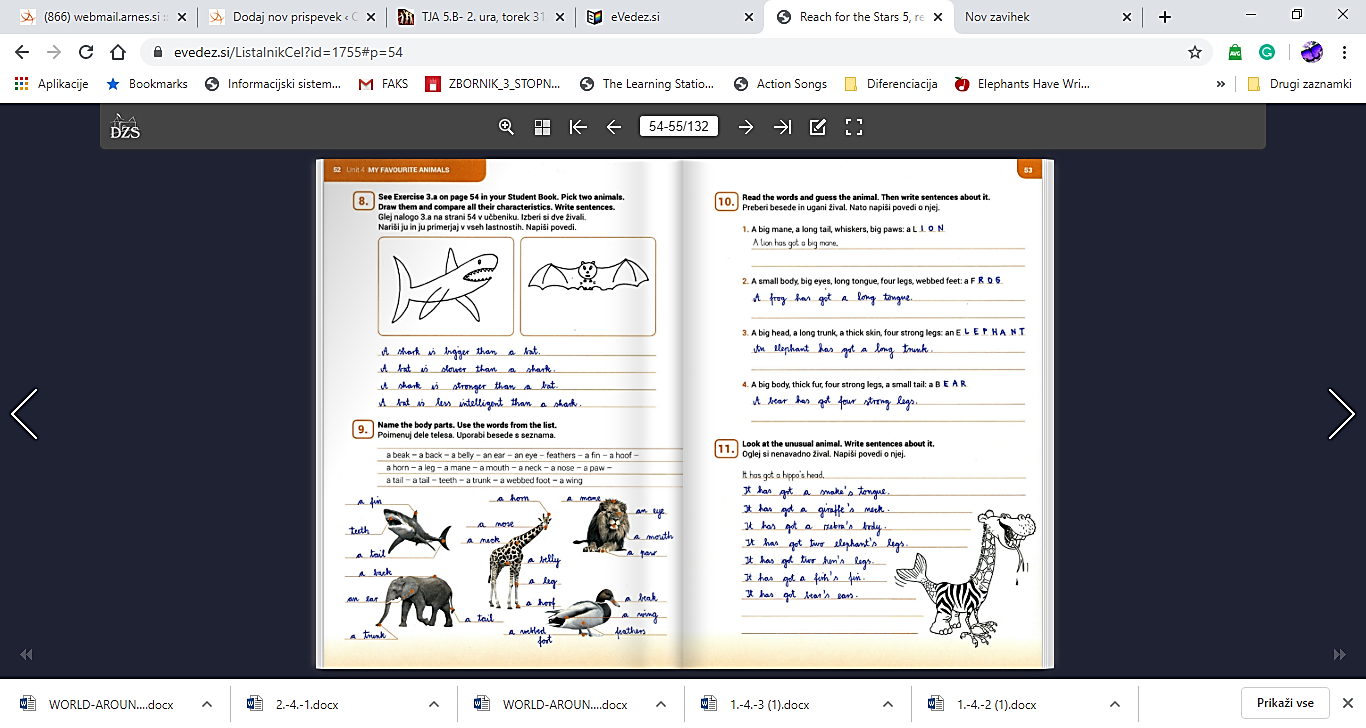 (866) webmail.arnes.si
Dodaj nov prispevek ‹
TJA 5.B- 2. ura, torek 31
eVedez.si
Reach for the Stars 5, re
Nov zavihek
evedez.si/ListalnikCel?id=1755#p=54
Aplikacije
Bookmarks
Informacijski sistem...
FAKS
ZBORNIK_3_STOPN...
The Learning Statio...
Action Songs
Diferenciacija
Elephants Have Wri...
»
Drugi zaznamki
DZS
54-55/132
52 Unit 4 MY FAVOURITE ANIMALS
8. See Exercise 3.a on page 54 in your Student Book. Pick two animals.
Draw them and compare all their characteristics. Write sentences.
Glej nalogo 3.a na strani 54 v učbeniku. Izberi si dve živali.
Nariši ju in ju primerjaj v vseh lastnostih. Napiši povedi.
A shark is bigger than a bat.
A bat is slower than a shark.
A shark is stronger than a bat.
A bat is less intelligent than a shark.
9. Name the body parts. Use the words from the list.
Poimenuj dele telesa. Uporabi besede s seznama.
a beak – a back – a belly – an ear – an eye – feathers – a fin – a hoof –
a horn – a leg – a mane – a mouth – a neck – a nose – a paw –
a tail – a tail – teeth – a trunk – a webbed foot – a wing
a fin
teeth
a tail
a back
an ear
a trunk
a tail
a horn
a nose
a neck
a belly
a leg
a hoof
a mane
an eye
a mouth
a paw
a beak
a wing
feathers
a webbed
foot
53
10. Read the words and guess the animal. Then write sentences about it.
Preberi besede in ugani žival. Nato napiši povedi o njej.
1. A big mane, a long tail, whiskers, big paws: a L I O N
A lion has got a big mane.
2. A small body, big eyes, long tongue, four legs, webbed feet: a F R O G
A frog has got a long tongue.
3. A big head, a long trunk, a thick skin, four strong legs: an E L E P H A N T
An elephant has got a long trunk.
4. A big body, thick fur, four strong legs, a small tail: a B E A R
A bear has got four strong legs.
11. Look at the unusual animal. Write sentences about it.
Oglej si nenavadno žival. Napiši povedi o njej.
It has got a hippo's head.
It has got a snake's tongue.
It has got a giraffe's neck.
It has got a zebra's body.
It has got two elephant's legs.
It has got two hen's legs.
It has got a fish's fin.
It has got bear's ears.
WORLD-AROUN....docx
2.-4.-1.docx
WORLD-AROUN....docx
1.-4.-3 (1).docx
1.-4.-2 (1).docx
Prikaži vse